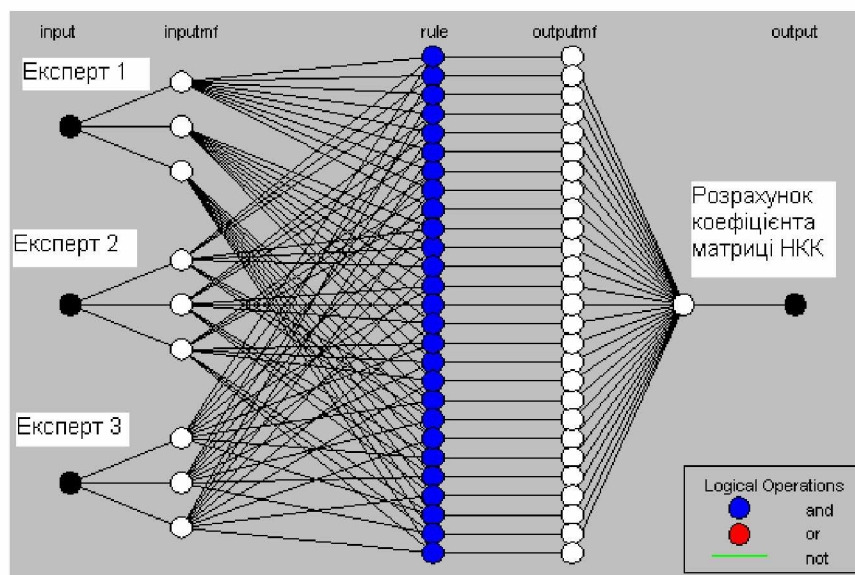 input inputmf rule outputmf output
Експерт 1
Експерт 2
Експерт 3
Розрахунок
коефіцієнта
матриці НКК
Logical Operations
and
or
not